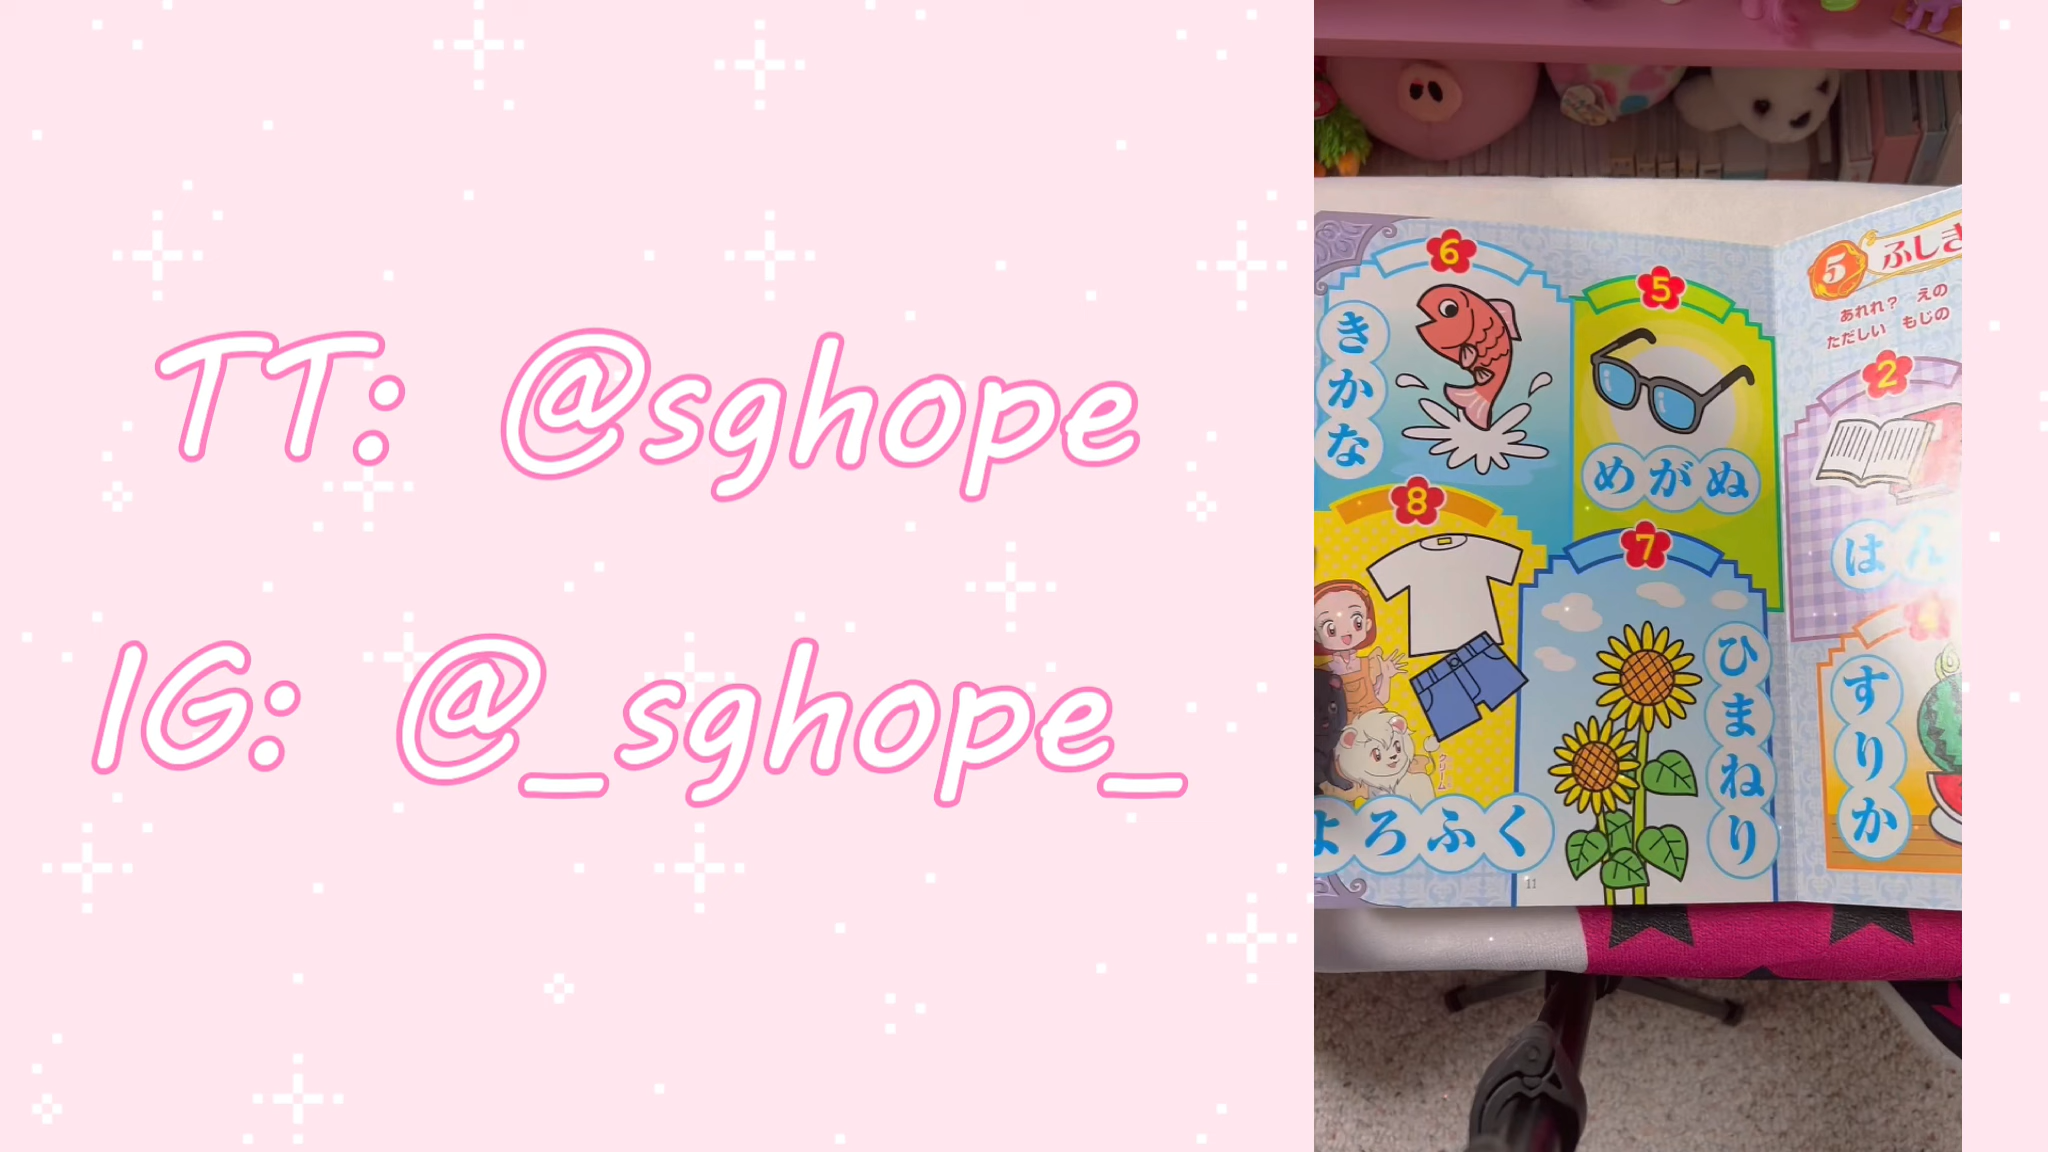 TT: @sghope
IG: @_sghope_
6
きかな
5
めがぬ
8
ろふく
7
ひまねり
クリーム
11
5
ふしき
あれれ? えの
ただしい もじの
2
はん
すりか